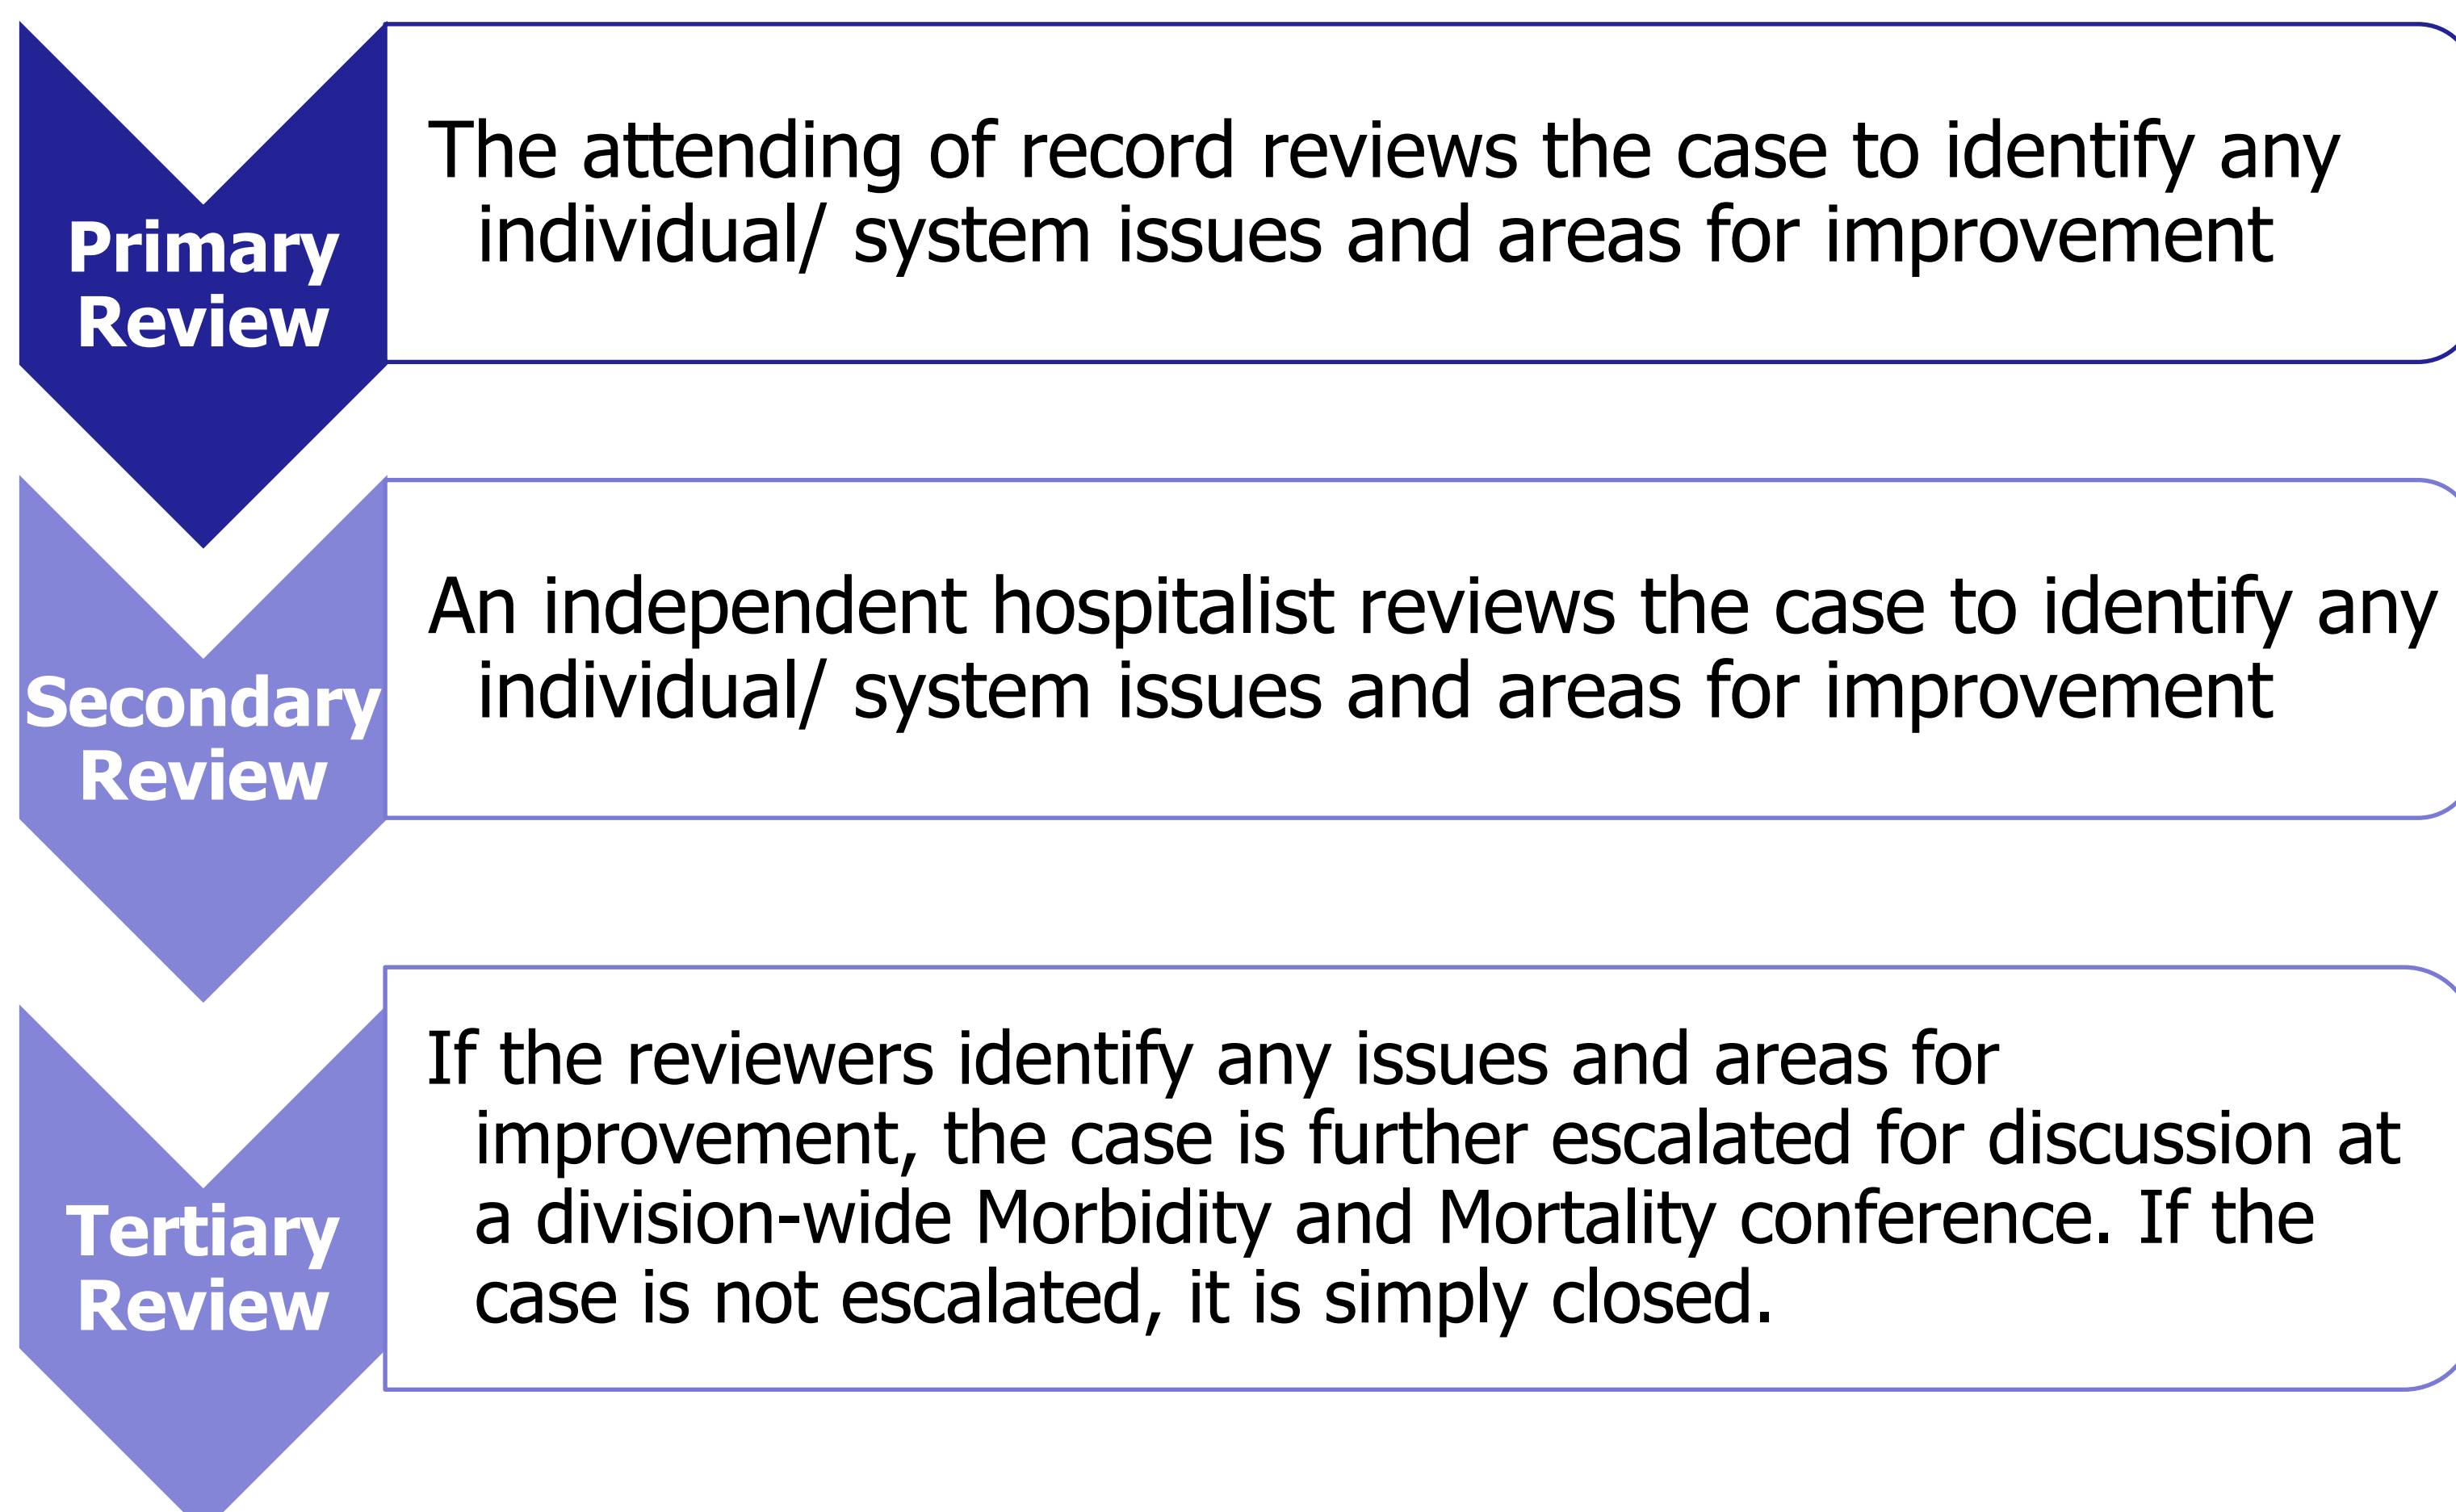 Primary
Review
The attending of record reviews the case to identify any
individual/ system issues and areas for improvement
Secondary
Review
An independent hospitalist reviews the case to identify any
individual/ system issues and areas for improvement
Tertiary
Review
If the reviewers identify any issues and areas for
improvement, the case is further escalated for discussion at
a division-wide Morbidity and Mortality conference. If the
case is not escalated, it is simply closed.